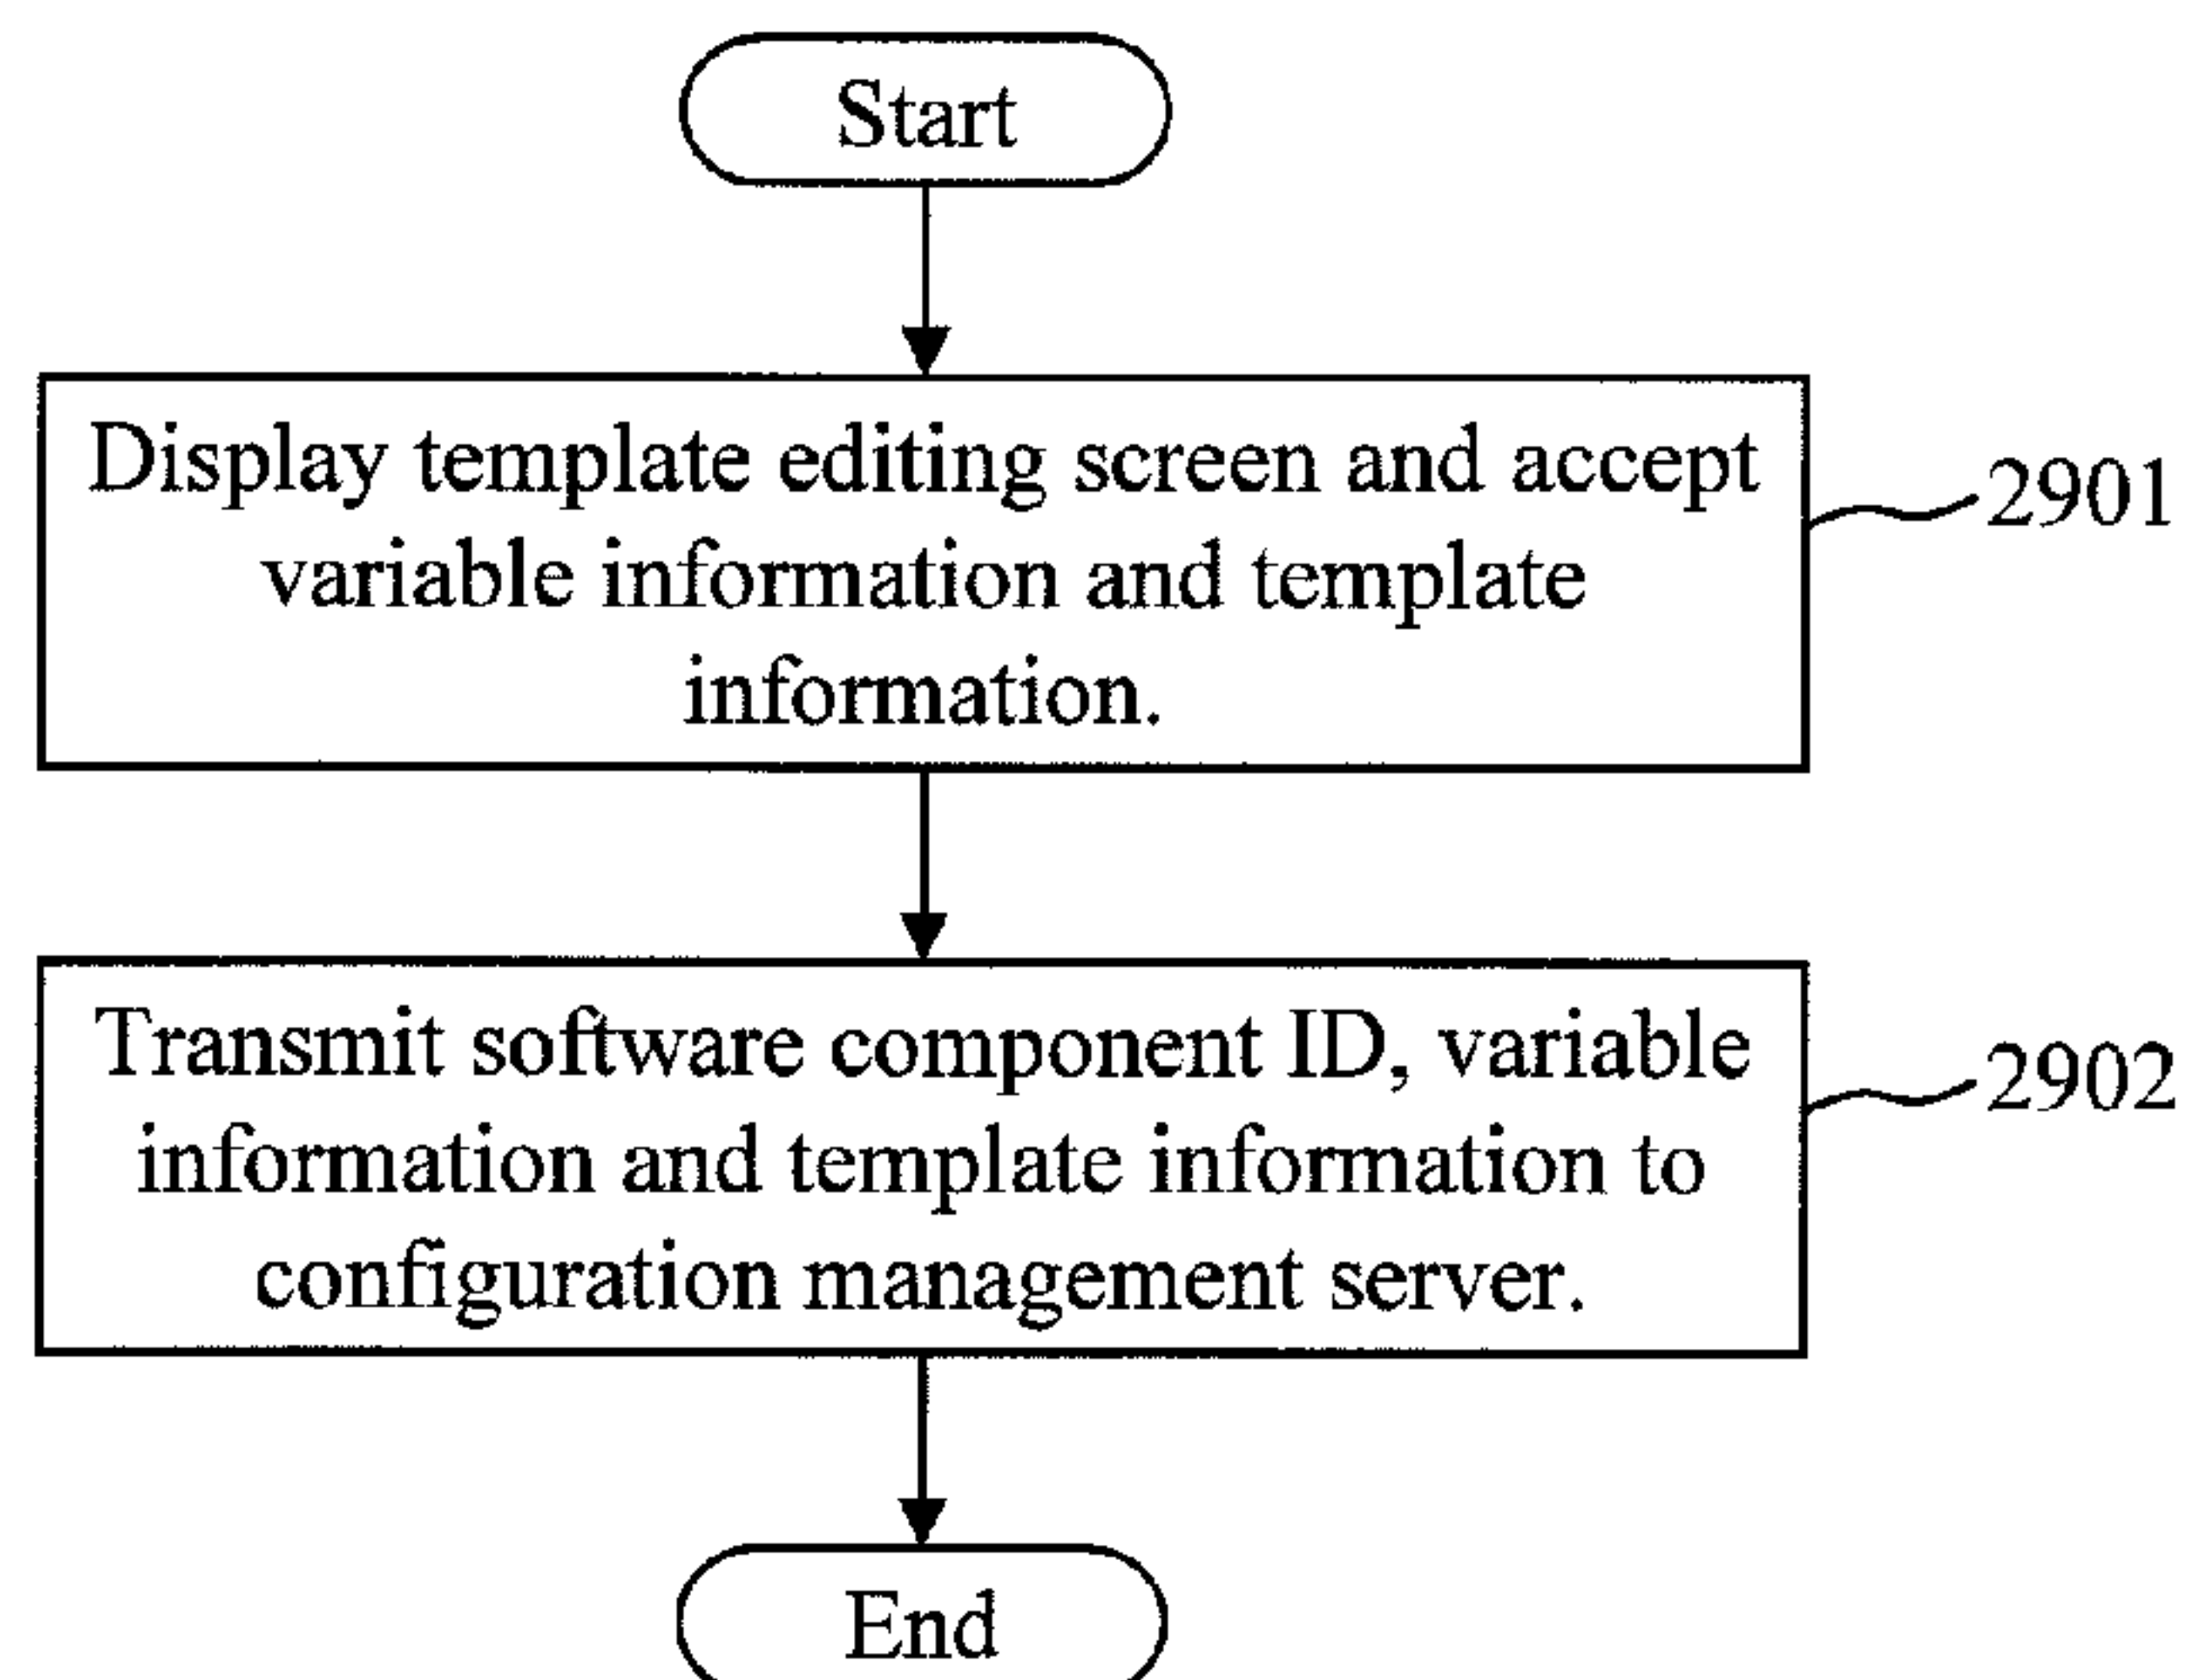 Start
Display template editing screen and accept
variable information and template
information.
2901
Transmit software component ID, variable
information and template information to
configuration management server.
2902
End